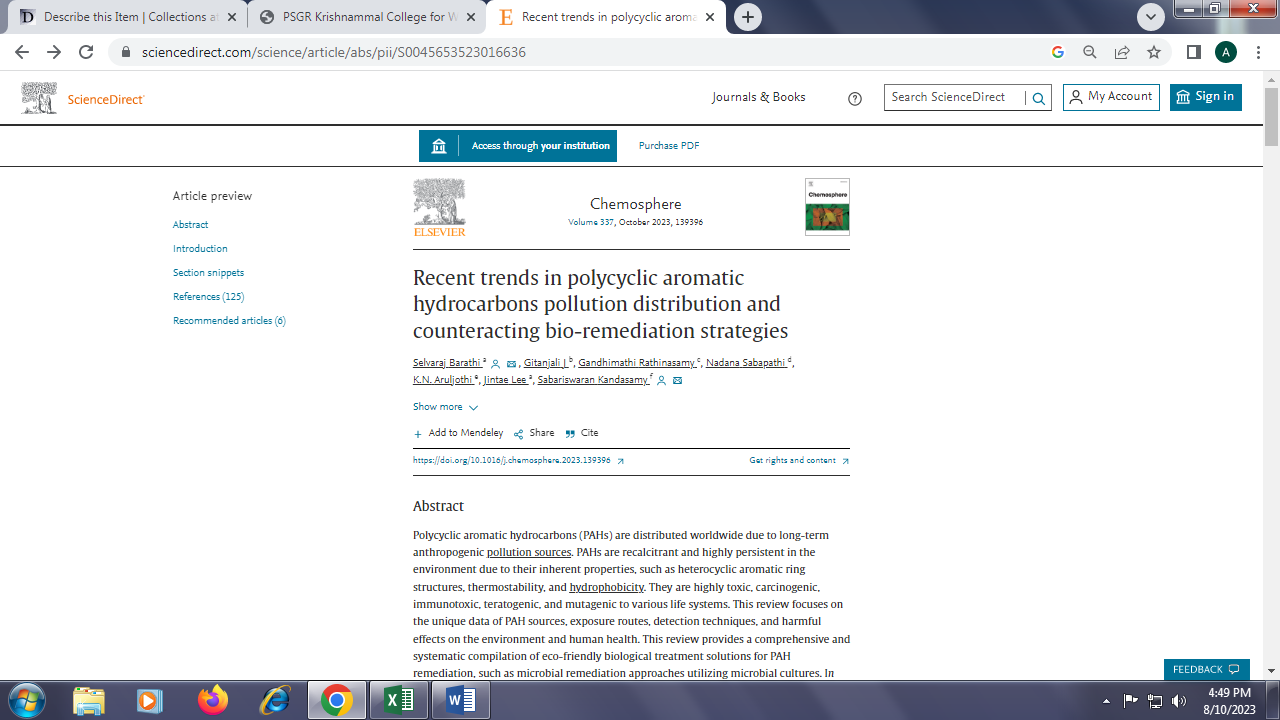 Describe this Item | Collections at
PSGR Krishnammal College for W
Recent trends in polycyclic aroma
sciencedirect.com/science/article/abs/pii/S0045653523016636
A
ScienceDirect
Journals & Books
Search ScienceDirect
My Account
Sign in
Access through your institution
Purchase PDF
Article preview
Abstract
Introduction
Section snippets
References (125)
Recommended articles (6)
ELSEVIER
Chemosphere
Volume 337, October 2023, 139396
Chemosphere
Recent trends in polycyclic aromatic
hydrocarbons pollution distribution and
counteracting bio-remediation strategies
Selvaraj Barathi a, Gitanjali J b, Gandhimathi Rathinasamy c, Nadana Sabapathi d,
K.N. Aruljothi e, Jintae Lee a, Sabariswaran Kandasamy f
Show more
Add to Mendeley Share Cite
https://doi.org/10.1016/j.chemosphere.2023.139396
Get rights and content
Abstract
Polycyclic aromatic hydrocarbons (PAHs) are distributed worldwide due to long-term
anthropogenic pollution sources. PAHs are recalcitrant and highly persistent in the
environment due to their inherent properties, such as heterocyclic aromatic ring
structures, thermostability, and hydrophobicity. They are highly toxic, carcinogenic,
immunotoxic, teratogenic, and mutagenic to various life systems. This review focuses on
the unique data of PAH sources, exposure routes, detection techniques, and harmful
effects on the environment and human health. This review provides a comprehensive and
systematic compilation of eco-friendly biological treatment solutions for PAH
remediation, such as microbial remediation approaches utilizing microbial cultures. In
FEEDBACK
4:49 PM
8/10/2023